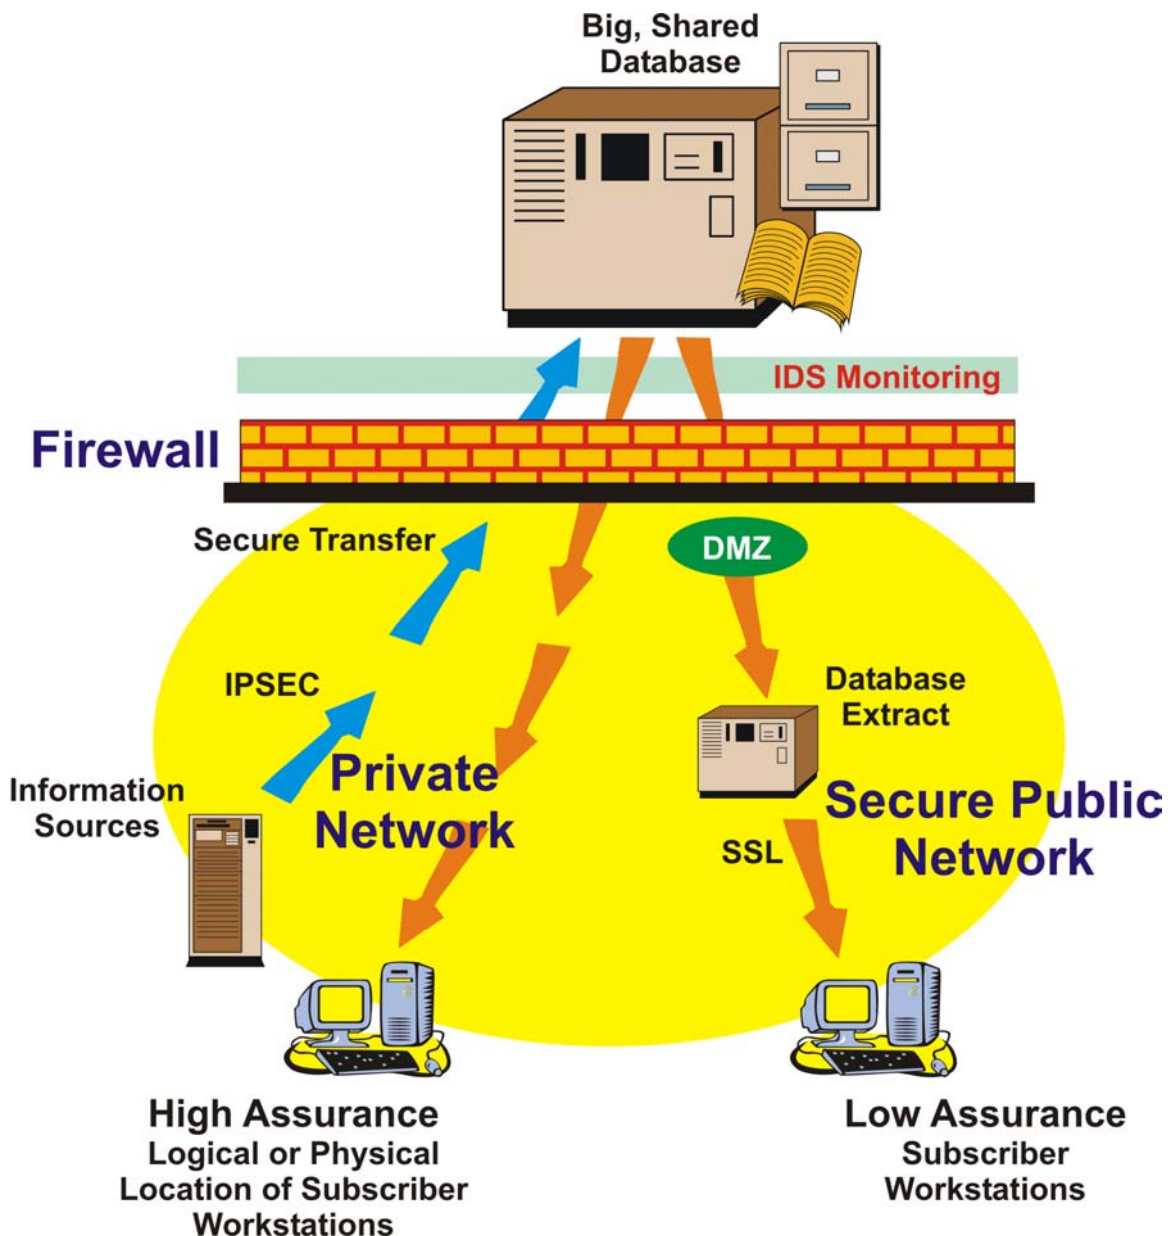 Big, Shared
Database
IDS Monitoring
Firewall
Secure Transfer
DMZ
IPSEC
Database
Extract
Private
Network
Information
Sources
Secure Public
Network
SSL
High Assurance
Logical or Physical
Location of Subscriber
Workstations
Low Assurance
Subscriber
Workstations